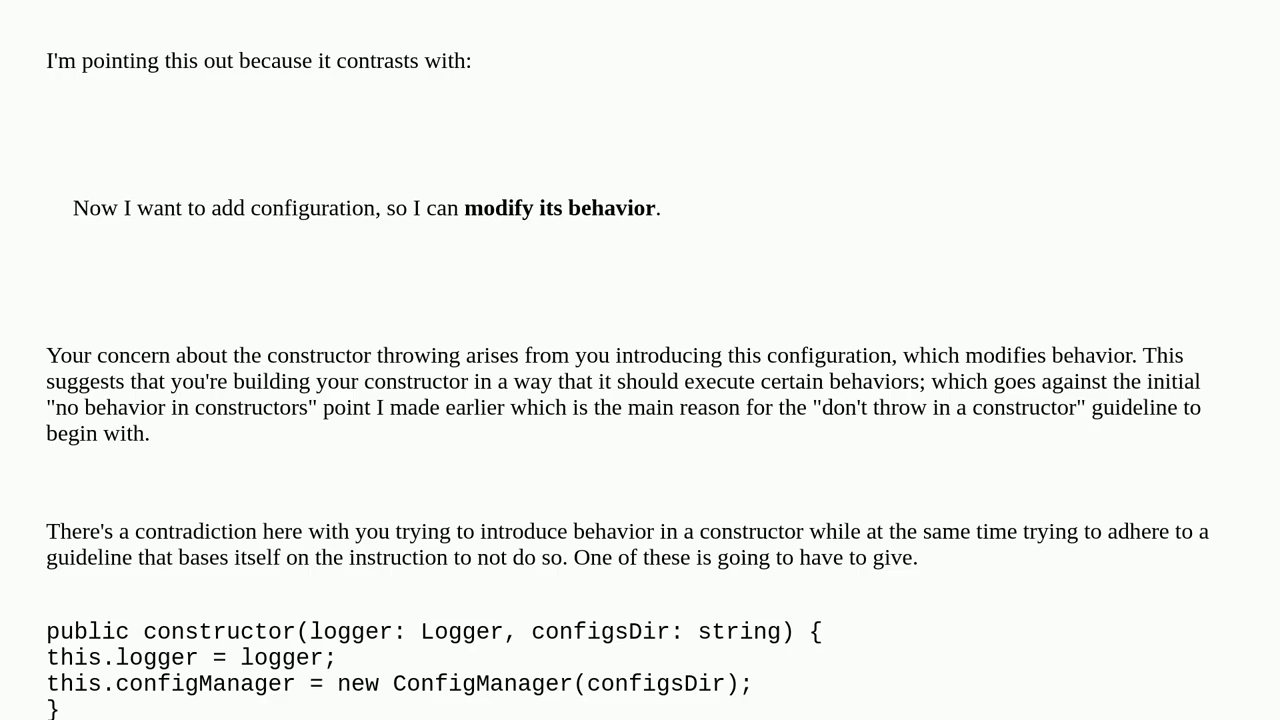 I'm pointing this out because it contrasts with:
Now I want to add configuration, so I can modify its behavior.
Your concern about the constructor throwing arises from you introducing this configuration, which modifies behavior. This
suggests that you're building your constructor in a way that it should execute certain behaviors; which goes against the initial
"no behavior in constructors" point I made earlier which is the main reason for the "don't throw in a constructor" guideline to
begin with.
There's a contradiction here with you trying to introduce behavior in a constructor while at the same time trying to adhere to a
guideline that bases itself on the instruction to not do so. One of these is going to have to give.
public constructor(logger: Logger, configsDir: string) {
this.logger = logger;
this.configManager = new ConfigManager(configsDir);
}